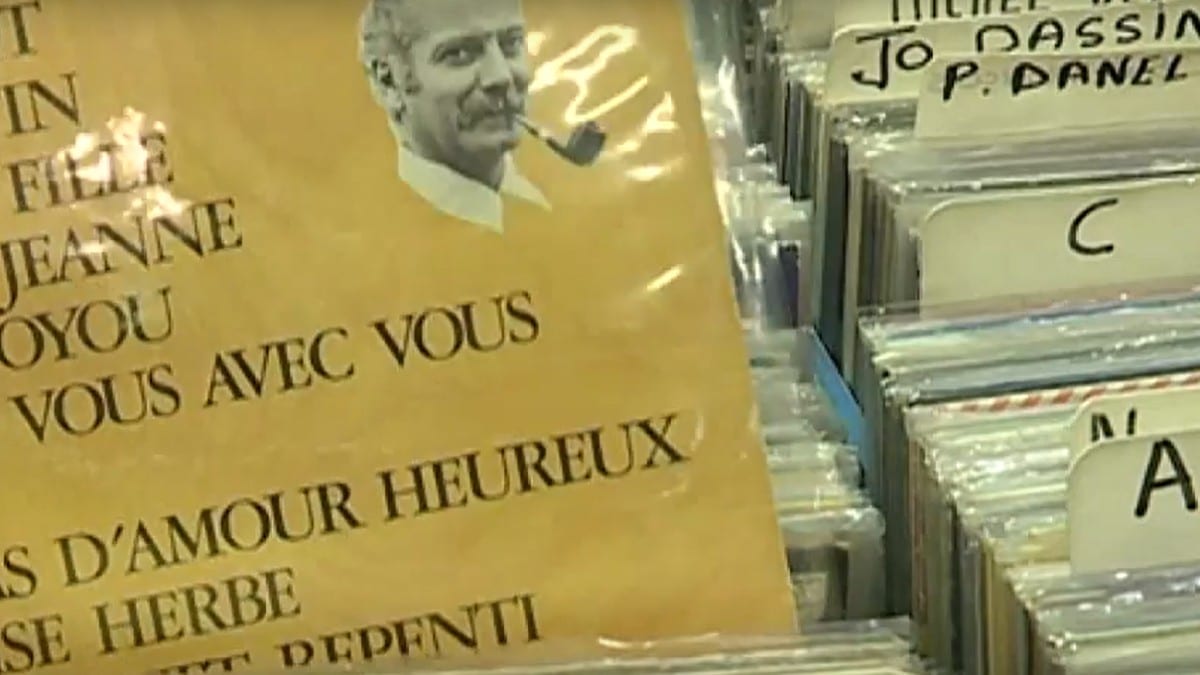 T
IN
FILLE
JEANNE
OYOU
VOUS AVEC VOUS
S D'AMOUR HEUREUX
SE HERBE
REPENTI
JO DASSIN
P. DANEL
C
A